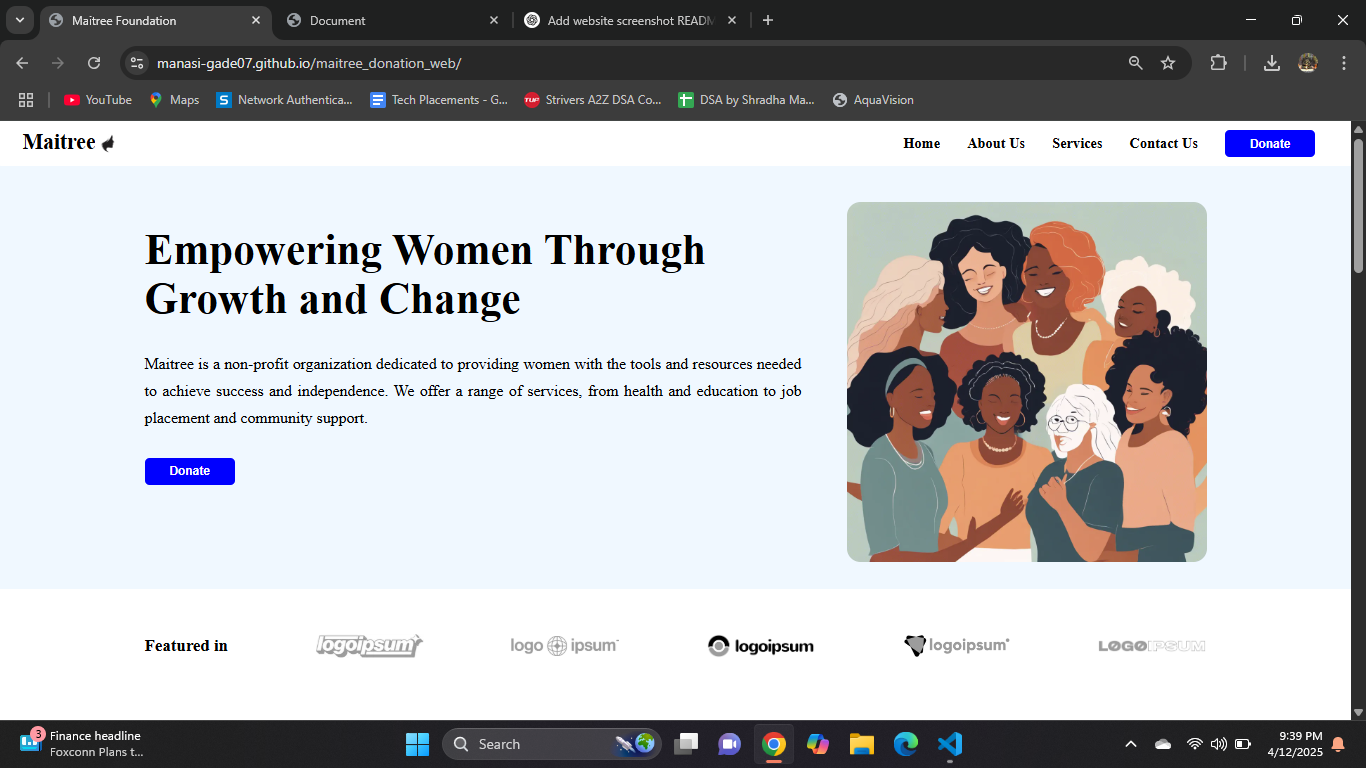 Maitree Foundation
Document
Add website screenshot READM
manasi-gade07.github.io/maitree_donation_web/
YouTube
Maps
Network Authentica...
Tech Placements - G...
TUF
Strivers A2Z DSA Co...
DSA by Shradha Ma...
AquaVision
Maitree
Home
About Us
Services
Contact Us
Donate
Empowering Women Through
Growth and Change
Maitree is a non-profit organization dedicated to providing women with the tools and resources needed
to achieve success and independence. We offer a range of services, from health and education to job
placement and community support.
Donate
Featured in
logoipsum
logo ipsum
logoipsum
logoipsum
LOGOIPSUM
3
Finance headline
Foxconn Plans t...
Search
9:39 PM
4/12/2025